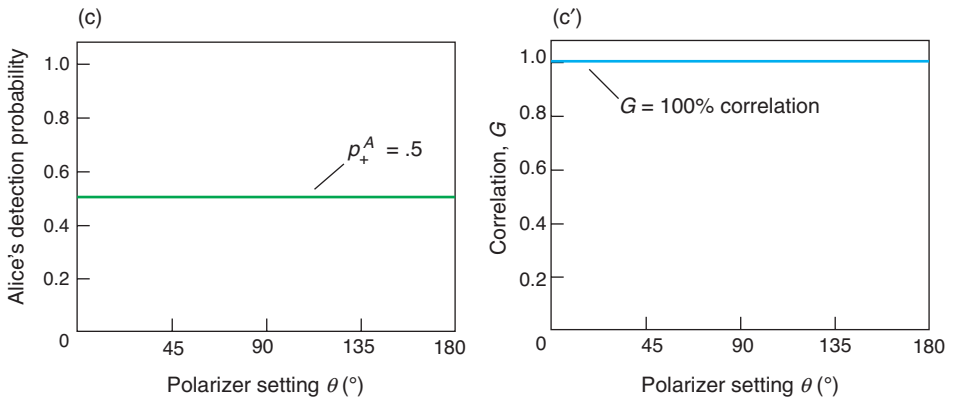 (c)
Alice's detection probability
1.0
0.8
0.6
0.4
0.2
0
p₊ᴬ = .5
45
90
135
180
Polarizer setting θ (°)
(c′)
Correlation, G
1.0
0.8
0.6
0.4
0.2
0
G = 100% correlation
45
90
135
180
Polarizer setting θ (°)